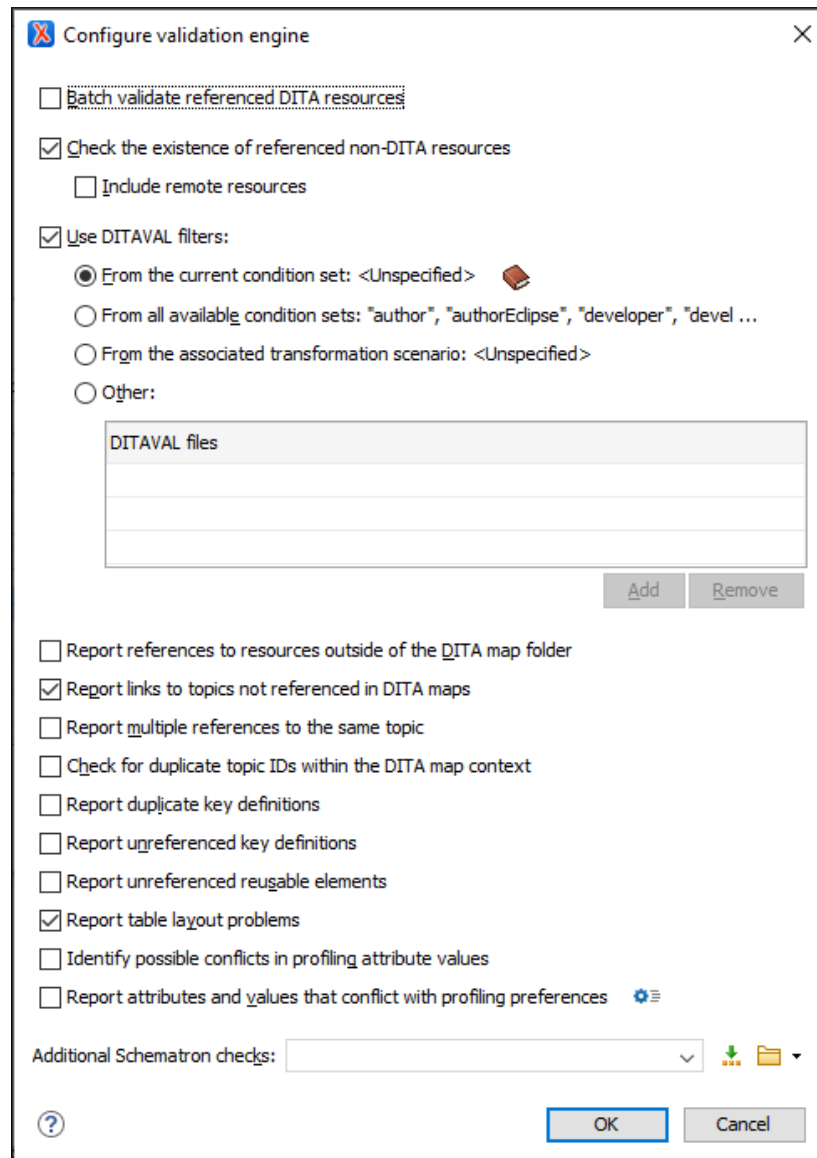 Configure validation engine
Batch validate referenced DITA resources
Check the existence of referenced non-DITA resources
Include remote resources
Use DITAVAL filters:
From the current condition set: <Unspecified>
From all available condition sets: "author", "authorEclipse", "developer", "devel ...
From the associated transformation scenario: <Unspecified>
Other:
DITAVAL files
Add Remove
Report references to resources outside of the DITA map folder
Report links to topics not referenced in DITA maps
Report multiple references to the same topic
Check for duplicate topic IDs within the DITA map context
Report duplicate key definitions
Report unreferenced key definitions
Report unreferenced reusable elements
Report table layout problems
Identify possible conflicts in profiling attribute values
Report attributes and values that conflict with profiling preferences
Additional Schematron checks:
? OK Cancel